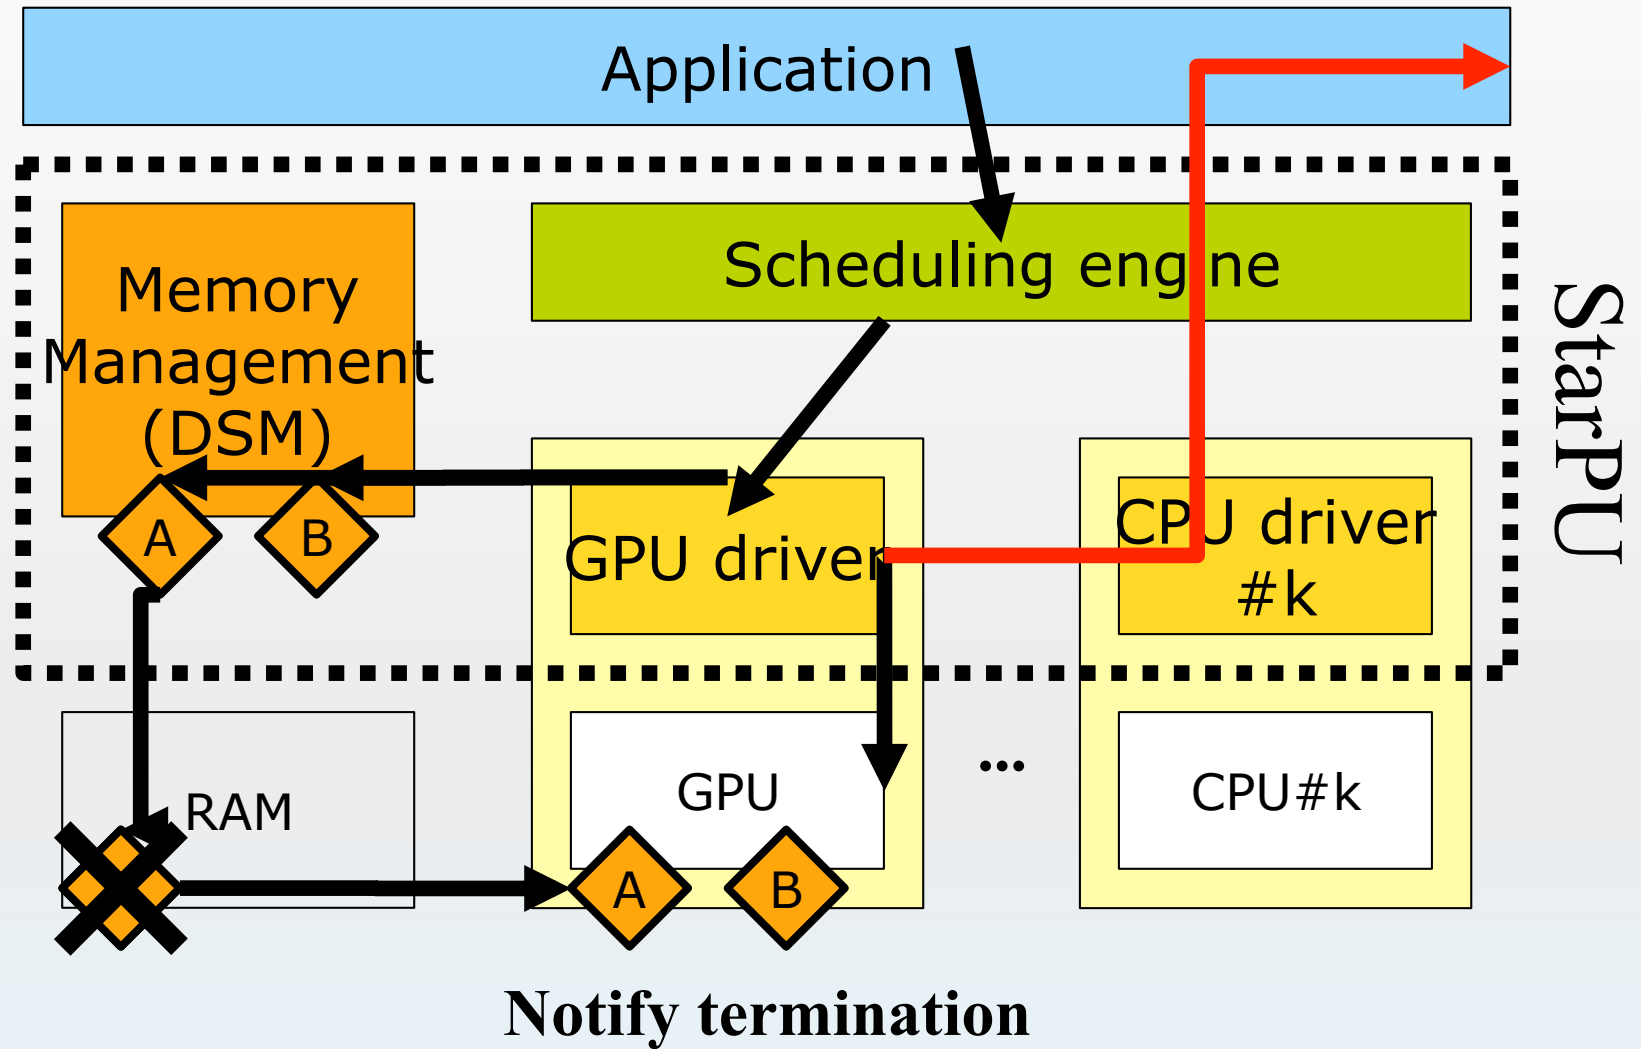 Application
Memory
Management
(DSM)
Scheduling engine
StarPU
A
B
GPU driver
CPU driver
#k
RAM
GPU
...
CPU#k
A
B
Notify termination